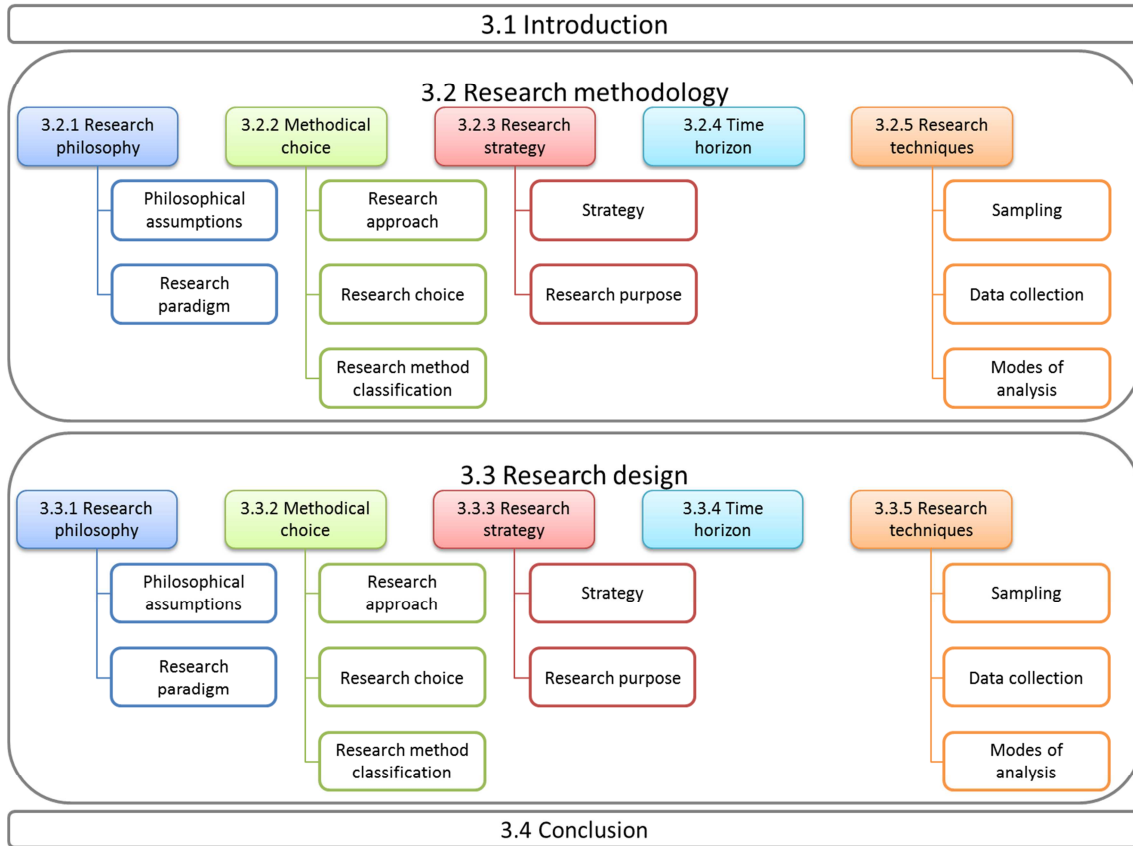 3.1 Introduction
3.2 Research methodology
3.2.1 Research
philosophy
Philosophical
assumptions
Research
paradigm
3.2.2 Methodical
choice
Research
approach
Research choice
Research method
classification
3.2.3 Research
strategy
Strategy
Research purpose
3.2.4 Time
horizon
3.2.5 Research
techniques
Sampling
Data collection
Modes of
analysis
3.3 Research design
3.3.1 Research
philosophy
Philosophical
assumptions
Research
paradigm
3.3.2 Methodical
choice
Research
approach
Research choice
Research method
classification
3.3.3 Research
strategy
Strategy
Research purpose
3.3.4 Time
horizon
3.3.5 Research
techniques
Sampling
Data collection
Modes of
analysis
3.4 Conclusion